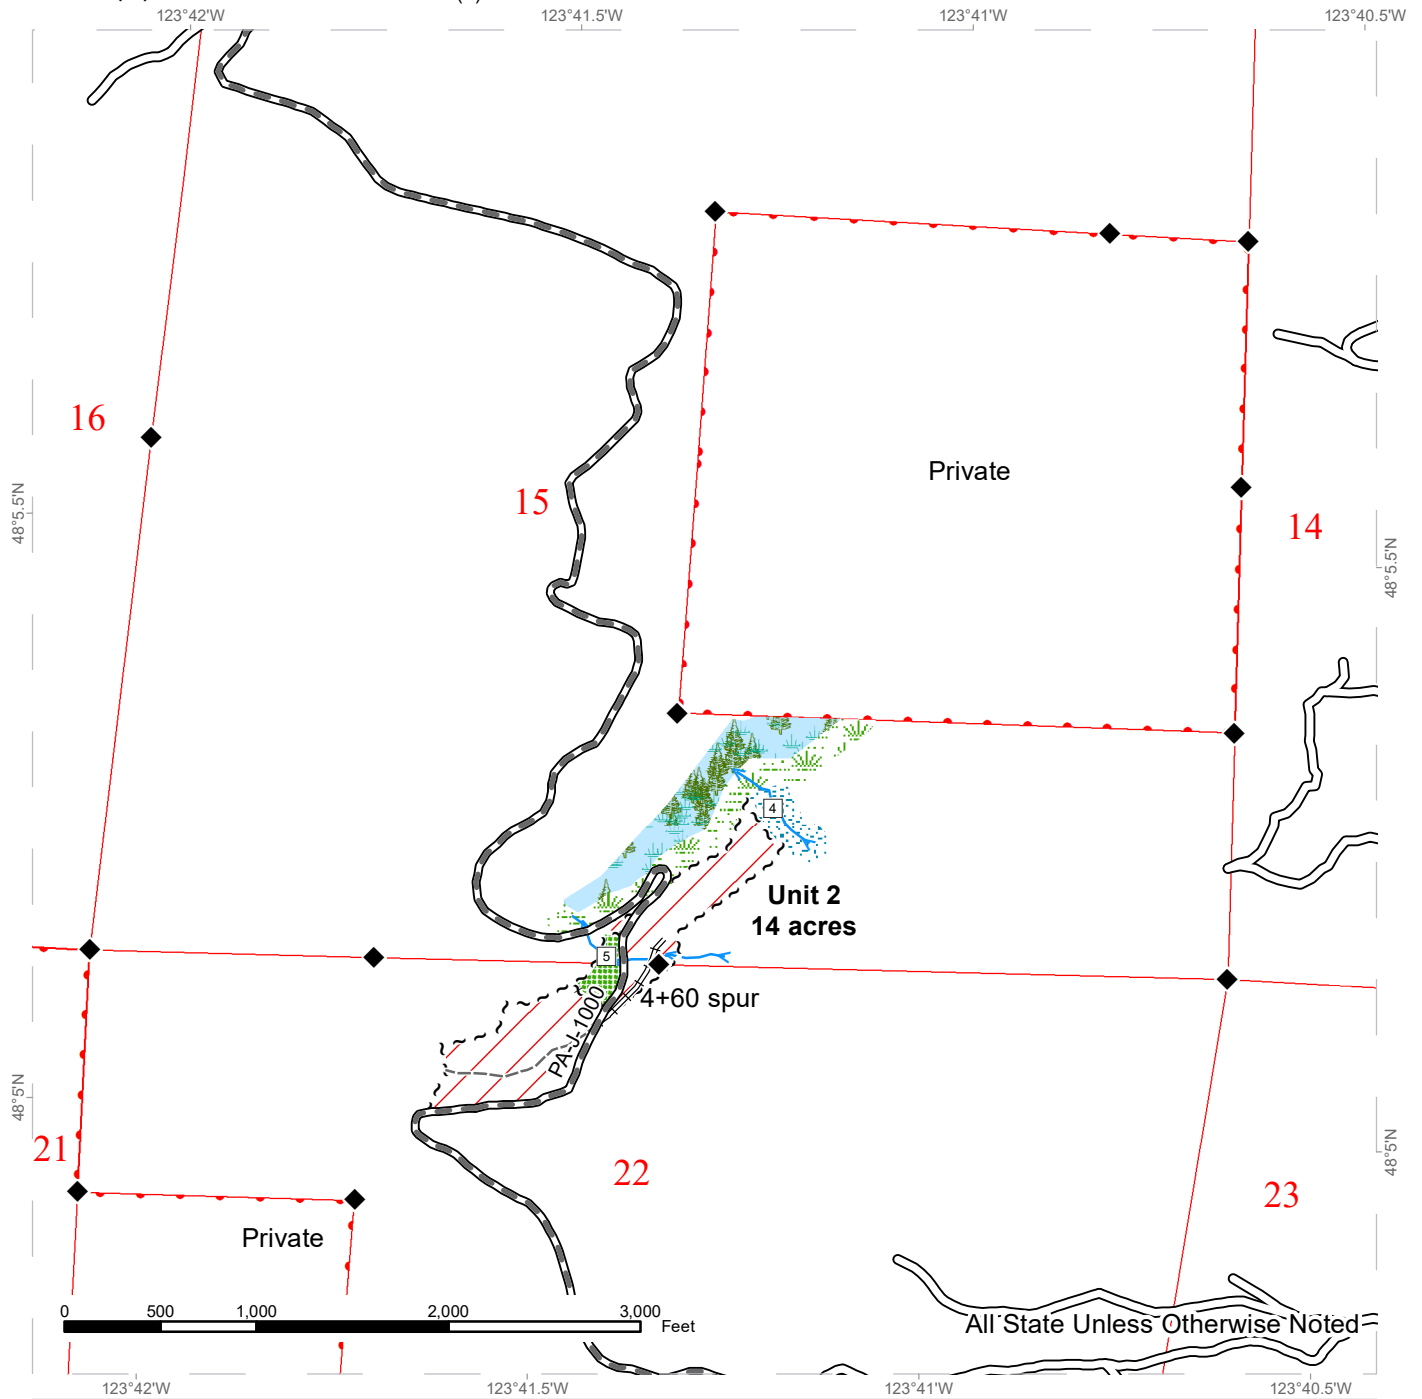 123°42'W 123°41.5'W 123°41'W 123°40.5'W
16
15
Private
14
48°5.5'N
48°5.5'N
4
Unit 2
14 acres
5
4+60 spur
PA-J-1000
48°5'N
48°5'N
21
22
23
Private
0 500 1,000 2,000 3,000
Feet
All State Unless Otherwise Noted
123°42'W 123°41.5'W 123°41'W 123°40.5'W